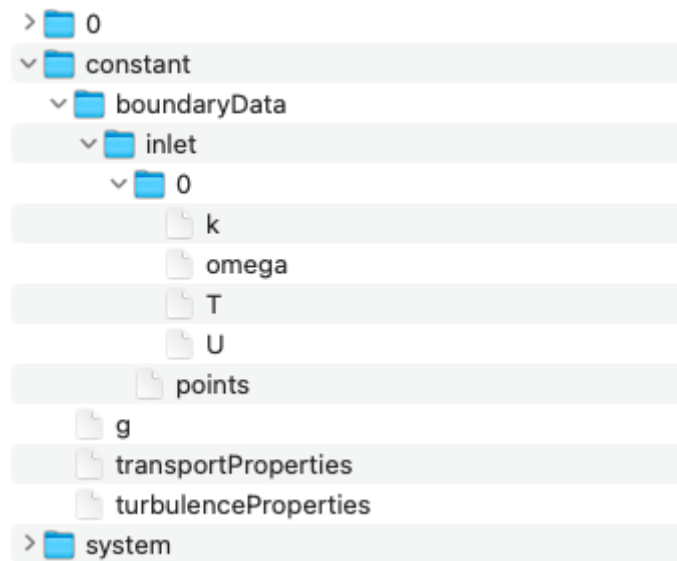 0
constant
boundaryData
inlet
0
k
omega
T
U
points
g
transportProperties
turbulenceProperties
system